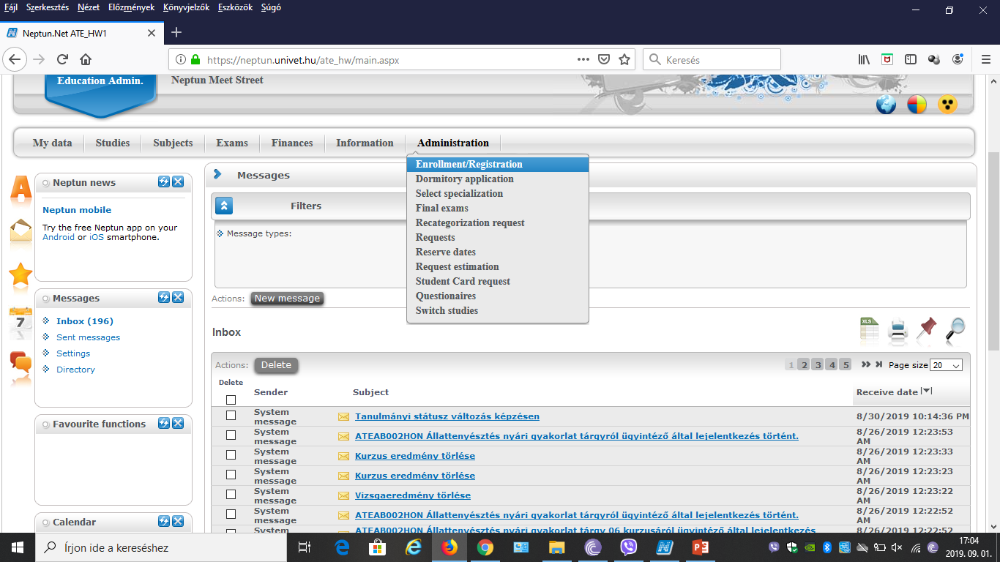 Fájl Szerkesztés Nézet Előzmények Könyvjelzők Eszközök Súgó
Neptun.Net ATE_HW1
https://neptun.univet.hu/ate_hw/main.aspx
Keresés
Education Admin. Neptun Meet Street
My data Studies Subjects Exams Finances Information Administration
Enrollment/Registration
Dormitory application
Select specialization
Final exams
Recategorization request
Requests
Reserve dates
Request estimation
Student Card request
Questionaires
Switch studies
Neptun news
Neptun mobile
Try the free Neptun app on your
Android or iOS smartphone.
Messages
Inbox (196)
Sent messages
Settings
Directory
Favourite functions
Calendar
7
Messages
Filters
Message types:
Actions: New message
Inbox
XLS
Actions: Delete
1 2 3 4 5 Page size 20
Delete
Sender Subject Receive date
System message Tanulmányi státusz változás képzésen 8/30/2019 10:14:36 PM
System message ATEAB002HON Állattenyésztés nyári gyakorlat tárgyról ügyintéző által lejelentkezés történt. 8/26/2019 12:23:53 AM
System message Kurzus eredmény törlése 8/26/2019 12:23:33 AM
System message Kurzus eredmény törlése 8/26/2019 12:23:23 AM
System message Vizsgaeredmény törlése 8/26/2019 12:23:22 AM
System message ATEAB002HON Állattenyésztés nyári gyakorlat tárgyról ügyintéző által lejelentkezés történt. 8/26/2019 12:22:52 AM
System ATEAB002HON Állattenyésztés nyári gyakorlat tárgy 06 kurzusáról ügyintéző által lejelentkezés 8/26/2019 12:22:52
Írjon ide a kereséshez
17:04
2019. 09. 01.